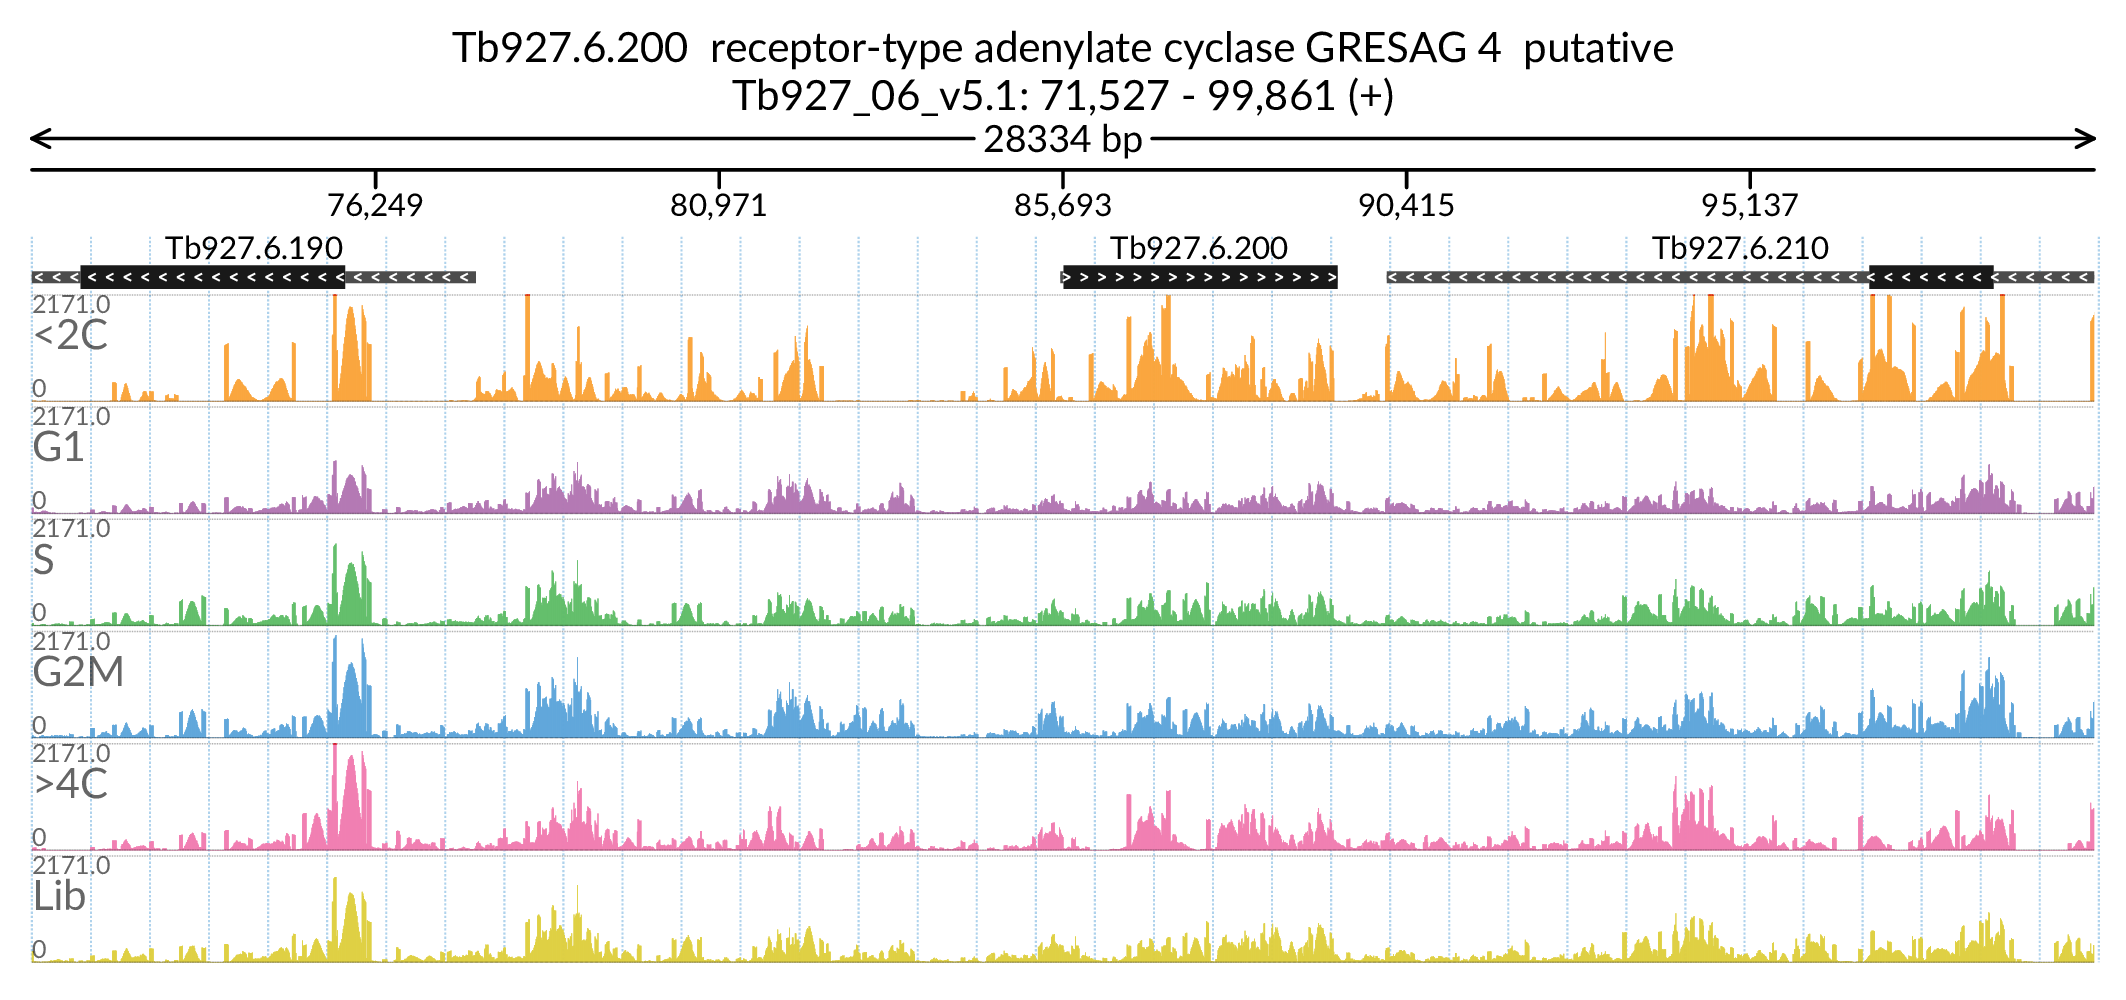 Tb927.6.200  receptor-type adenylate cyclase GRESAG 4  putative
Tb927_06_v5.1: 71,527 - 99,861 (+)
28334 bp
76,249 80,971 85,693 90,415 95,137
Tb927.6.190 Tb927.6.200 Tb927.6.210
2171.0
<2C
0
2171.0
G1
0
2171.0
S
0
2171.0
G2M
0
2171.0
>4C
0
2171.0
Lib
0